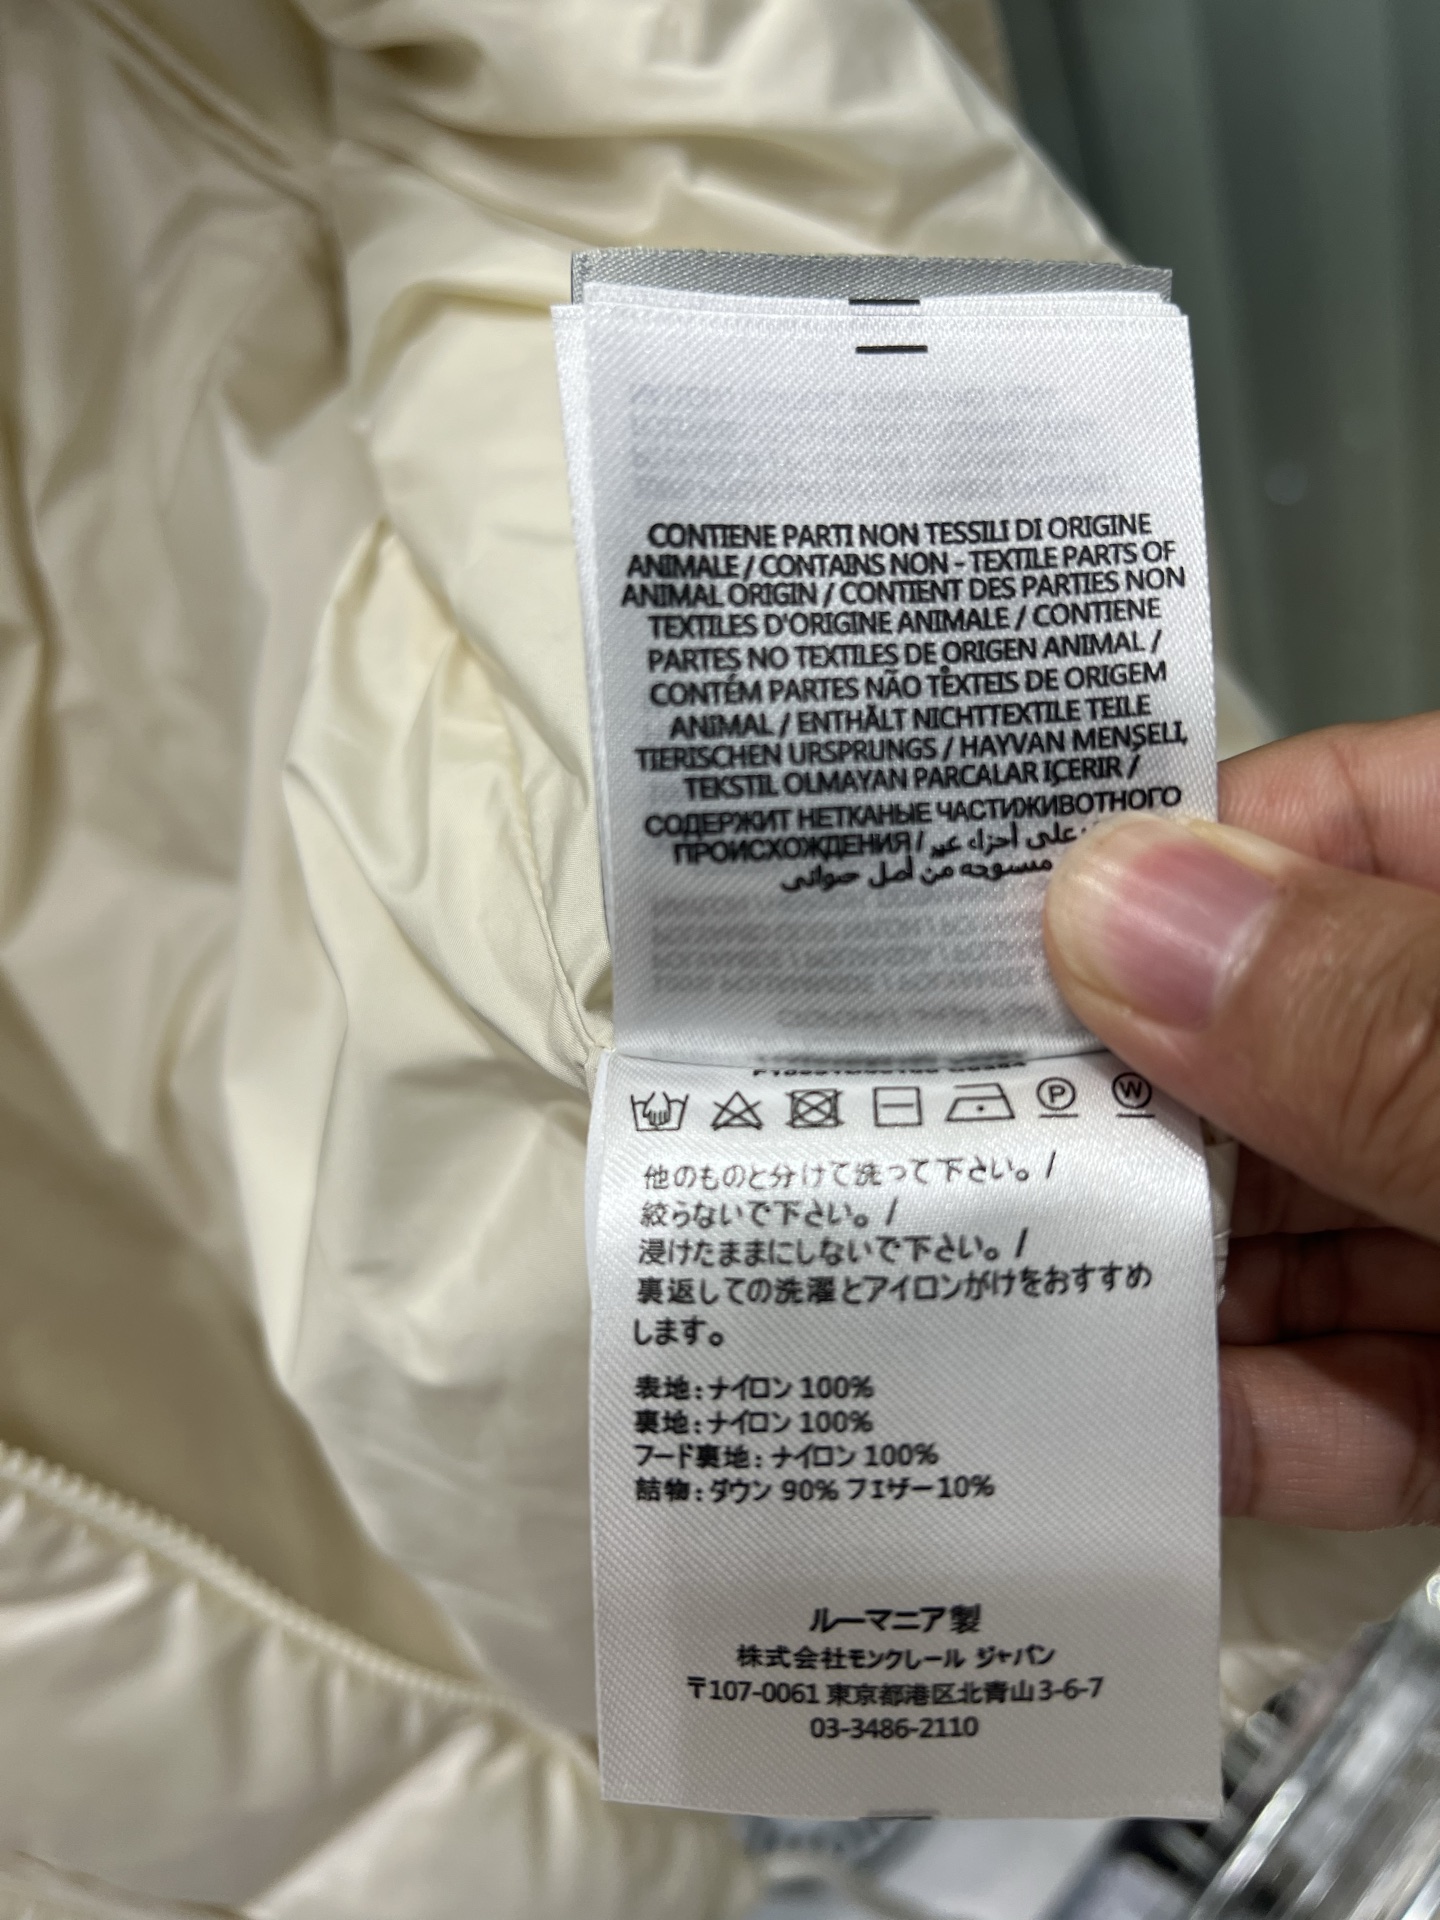 CONTIENE PARTI NON TESSILI DI ORIGINE
ANIMALE / CONTAINS NON - TEXTILE PARTS OF
ANIMAL ORIGIN / CONTIENT DES PARTIES NON
TEXTILES D'ORIGINE ANIMALE / CONTIENE
PARTES NO TEXTILES DE ORIGEN ANIMAL /
CONTÉM PARTES NÃO TEXTEIS DE ORIGEM
ANIMAL / ENTHÄLT NICHTTEXTILE TEILE
TIERISCHEN URSPRUNGS / HAYVAN MENŞELI,
TEKSTIL OLMAYAN PARCALAR IÇERIR /
СОДЕРЖИТ НЕТКАНЫЕ ЧАСТИЖИВОТНОГО
ПРОИСХОЖДЕНИЯ / على أجزاء غير
منسوجه من أصل حيواني
P
W
他のものと分けて洗って下さい。/
絞らないで下さい。/
浸けたままにしないで下さい。/
裏返しての洗濯とアイロンがけをおすすめ
します。
表地:ナイロン 100%
裏地:ナイロン 100%
フード裏地:ナイロン 100%
詰物:ダウン 90% フェザー10%
ルーマニア製
株式会社モンクレール ジャパン
〒107-0061 東京都港区北青山3-6-7
03-3486-2110